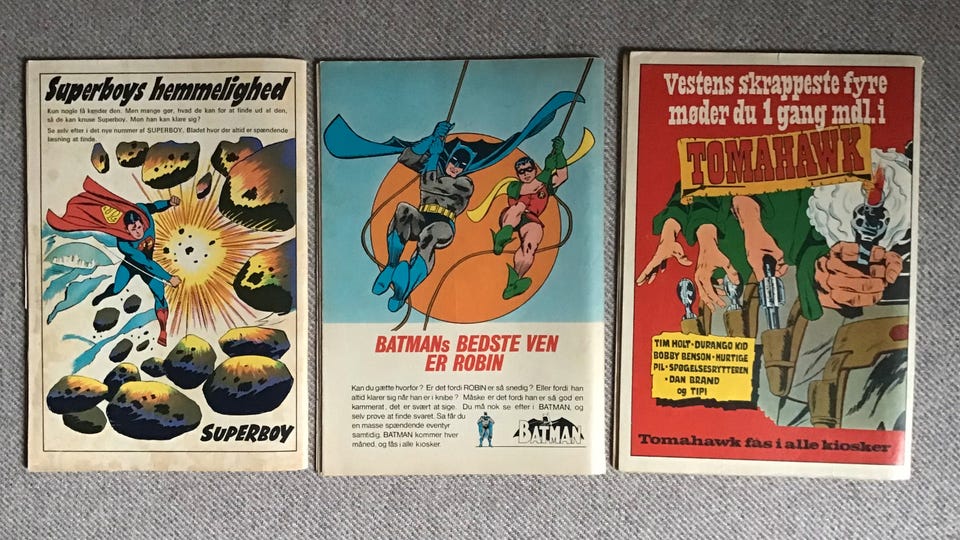 Superboys hemmelighed
Kun nogle få kender den. Men mange gør, hvad de kan for at finde ud af den,
så de kan knuse Superboy. Men han kan klare sig?
Se selv efter i det nye nummer af SUPERBOY. Bladet hvor der altid er spændende
læsning at finde.
SUPERBOY
BATMANs BEDSTE VEN
ER ROBIN
Kan du gætte hvorfor? Er det fordi ROBIN er så snedig? Eller fordi han
altid klarer sig når han er i knibe? Måske er det fordi han er så god en
kammerat, det er svært at sige. Du må nok se efter i BATMAN, og
selv prøve at finde svaret. Så får du
en masse spændende eventyr
samtidig. BATMAN kommer hver
måned, og fås i alle kiosker.
BATMAN
Vestens skrappeste fyre
møder du 1 gang mdl. i
TOMAHAWK
TIM HOLT · DURANGO KID
BOBBY BENSON · HURTIGE
PIL · SPØGELSESRYTTEREN
· DAN BRAND
og TIPI
Tomahawk fås i alle kiosker